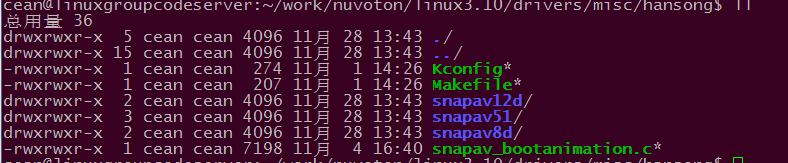 cean@linuxgroupcodeserver:~/work/nuvoton/linux3.10/drivers/misc/hansong$ ll
总用量 36
drwxrwxr-x  5 cean cean 4096 11月 28 13:43 ./
drwxrwxr-x 15 cean cean 4096 11月 28 13:43 ../
-rwxrwxr-x  1 cean cean  274 11月  1 14:26 Kconfig*
-rwxrwxr-x  1 cean cean  207 11月  1 14:26 Makefile*
drwxrwxr-x  2 cean cean 4096 11月 28 13:43 snapav12d/
drwxrwxr-x  3 cean cean 4096 11月 28 13:43 snapav51/
drwxrwxr-x  2 cean cean 4096 11月 28 13:43 snapav8d/
-rwxrwxr-x  1 cean cean 7198 11月  4 16:40 snapav_bootanimation.c*
cean@linuxgroupcodeserver:~/work/nuvoton/linux3.10/drivers/misc/hansong$